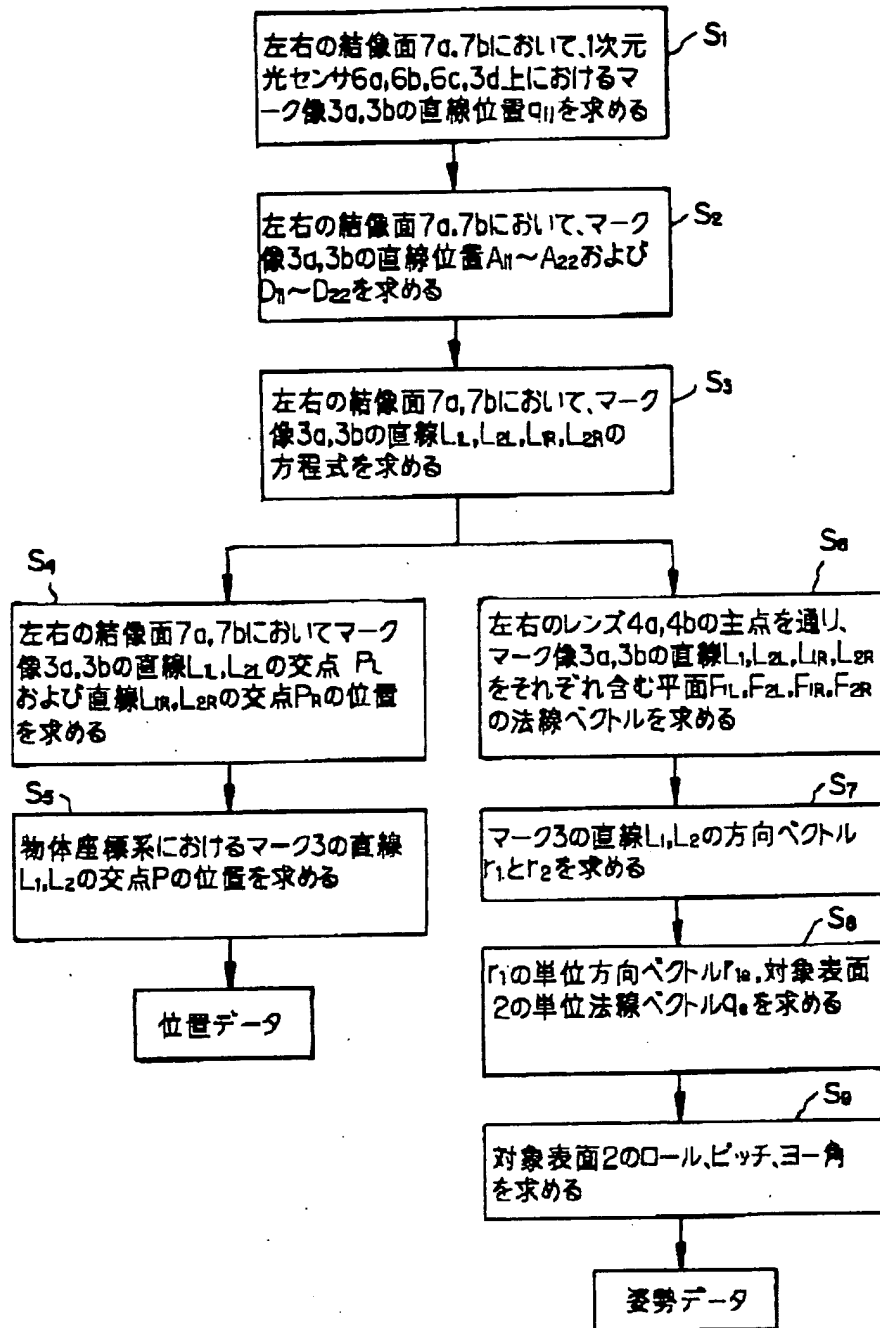 S₁
左右の結像面7a,7bにおいて、1次元
光センサ6a,6b,6c,3d上におけるマ
ーク像3a,3bの直線位置q₁₁を求める
S₂
左右の結像面7a,7bにおいて、マーク
像3a,3bの直線位置A₁₁～A₂₂および
D₁₁～D₂₂を求める
S₃
左右の結像面7a,7bにおいて、マーク
像3a,3bの直線L₁L,L₂L,L₁R,L₂Rの
方程式を求める
S₄
左右の結像面7a,7bにおいてマーク
像3a,3bの直線L₁L,L₂Lの交点 PL
および直線L₁R,L₂Rの交点PRの位置
を求める
S₅
物体座標系におけるマーク3の直線
L₁,L₂の交点Pの位置を求める
位置データ
S₆
左右のレンズ4a,4bの主点を通り、
マーク像3a,3bの直線L₁,L₂L,L₁R,L₂R
をそれぞれ含む平面F₁L,F₂L,F₁R,F₂R
の法線ベクトルを求める
S₇
マーク3の直線L₁,L₂の方向ベクトル
r₁とr₂を求める
S₈
r₁の単位方向ベクトルr₁e,対象表面
2の単位法線ベクトルqeを求める
S₉
対象表面2のロール、ピッチ、ヨー角
を求める
姿勢データ